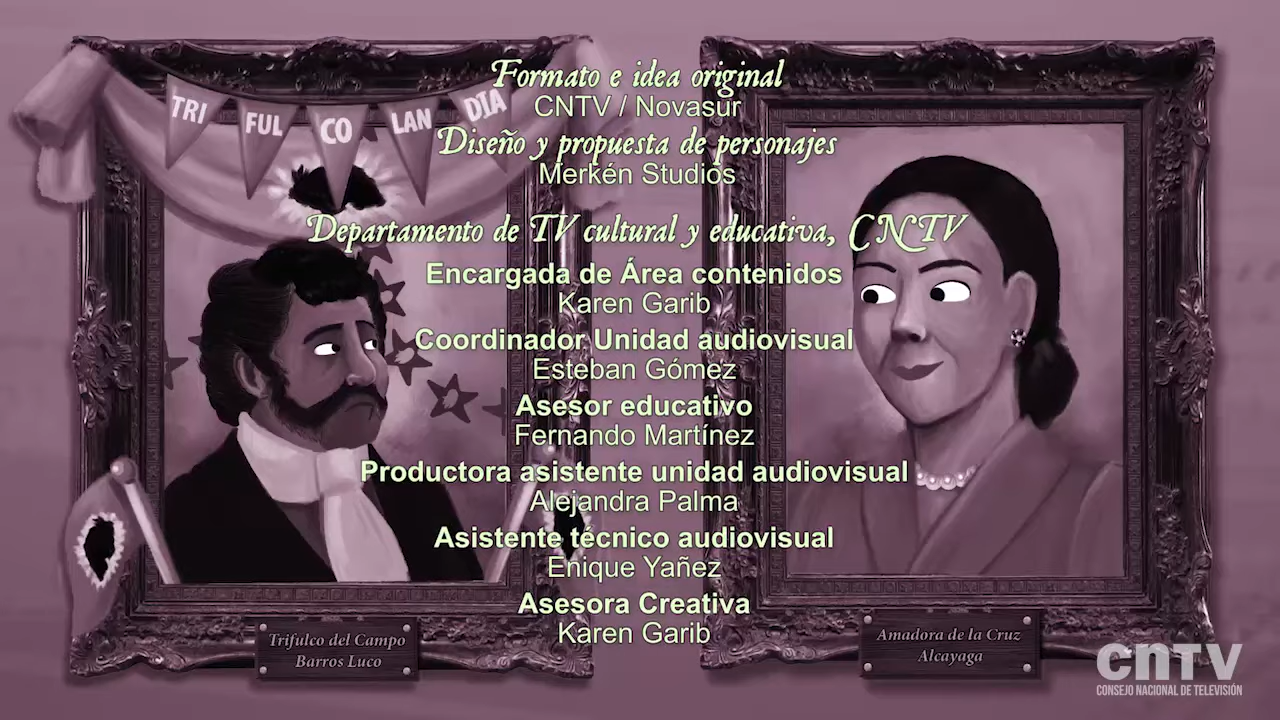 TRI FUL CO LAN DIA
Formato e idea original
CNTV / Novasur
Diseño y propuesta de personajes
Merkén Studios
Departamento de TV cultural y educativa, CNTV
Encargada de Área contenidos
Karen Garib
Coordinador Unidad audiovisual
Esteban Gómez
Asesor educativo
Fernando Martínez
Productora asistente unidad audiovisual
Alejandra Palma
Asistente técnico audiovisual
Enique Yañez
Asesora Creativa
Karen Garib
Trifulco del Campo
Barros Luco
Amadora de la Cruz
Alcayaga
CNTV
CONSEJO NACIONAL DE TELEVISIÓN